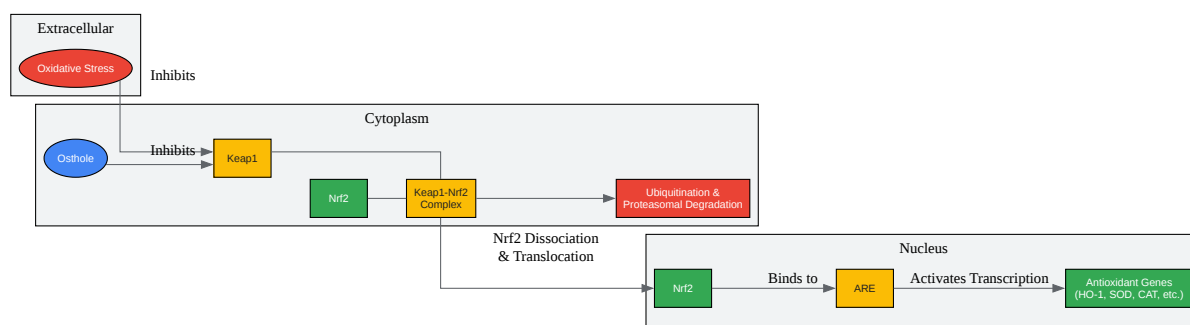 Extracellular
Oxidative Stress
Inhibits
Cytoplasm
Osthole
Inhibits
Keap1
Nrf2
Keap1-Nrf2
Complex
Ubiquitination &
Proteasomal Degradation
Nrf2 Dissociation
& Translocation
Nucleus
Nrf2
Binds to
ARE
Activates Transcription
Antioxidant Genes
(HO-1, SOD, CAT, etc.)